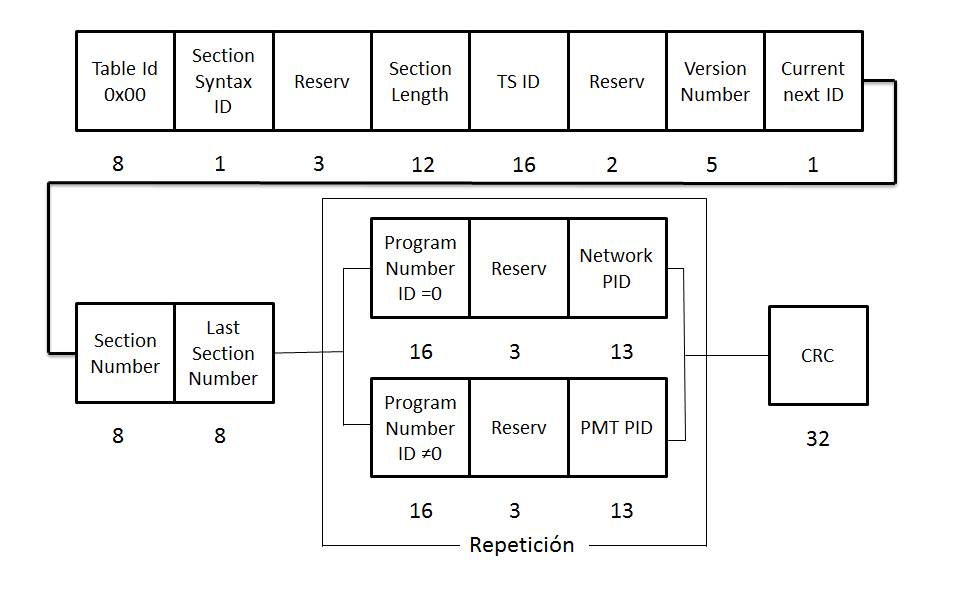 Table Id
0x00
Section
Syntax
ID
Reserv
Section
Length
TS ID
Reserv
Version
Number
Current
next ID
8
1
3
12
16
2
5
1
Section
Number
Last
Section
Number
8
8
Program
Number
ID =0
Reserv
Network
PID
16
3
13
Program
Number
ID ≠0
Reserv
PMT PID
16
3
13
Repetición
CRC
32